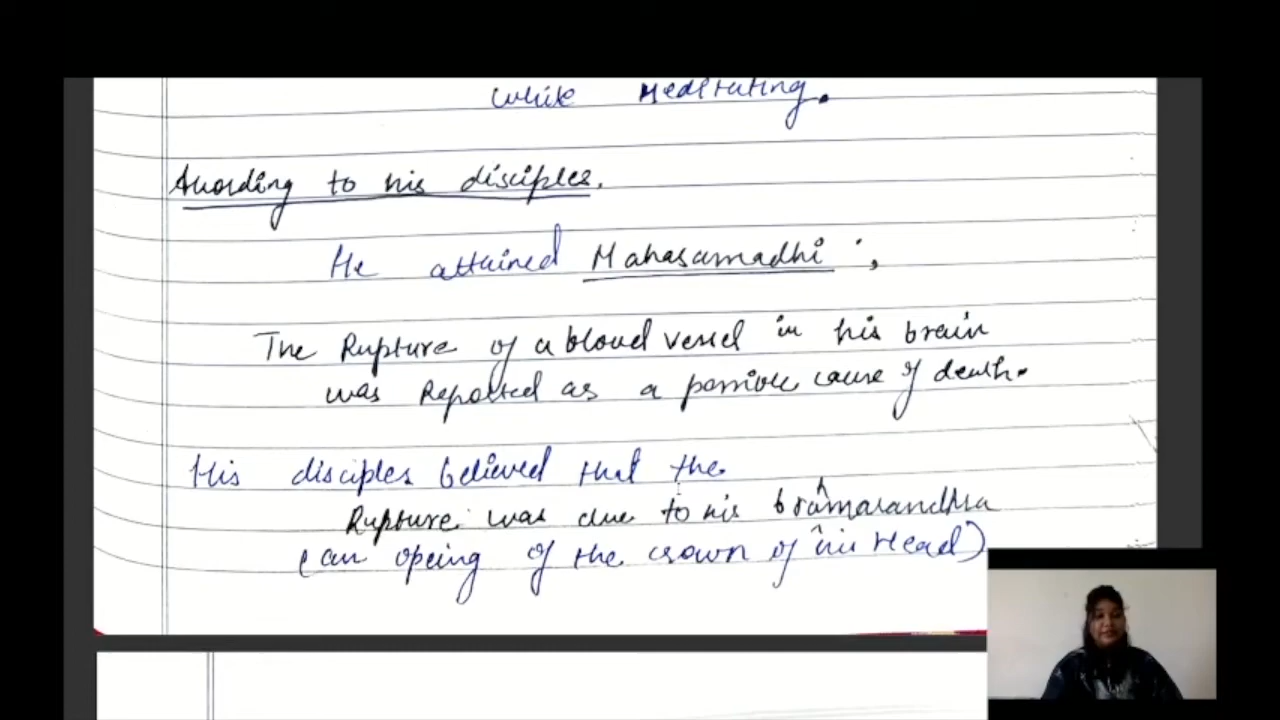 while Meditating.
According to his disciples.
He attained Mahasamadhi ;
The Rupture of a blood vessel in his brain
was Reported as a possible cause of death.
His disciples believed that the
Rupture was due to his bramarandhra
(an opeing of the crown of his Head)